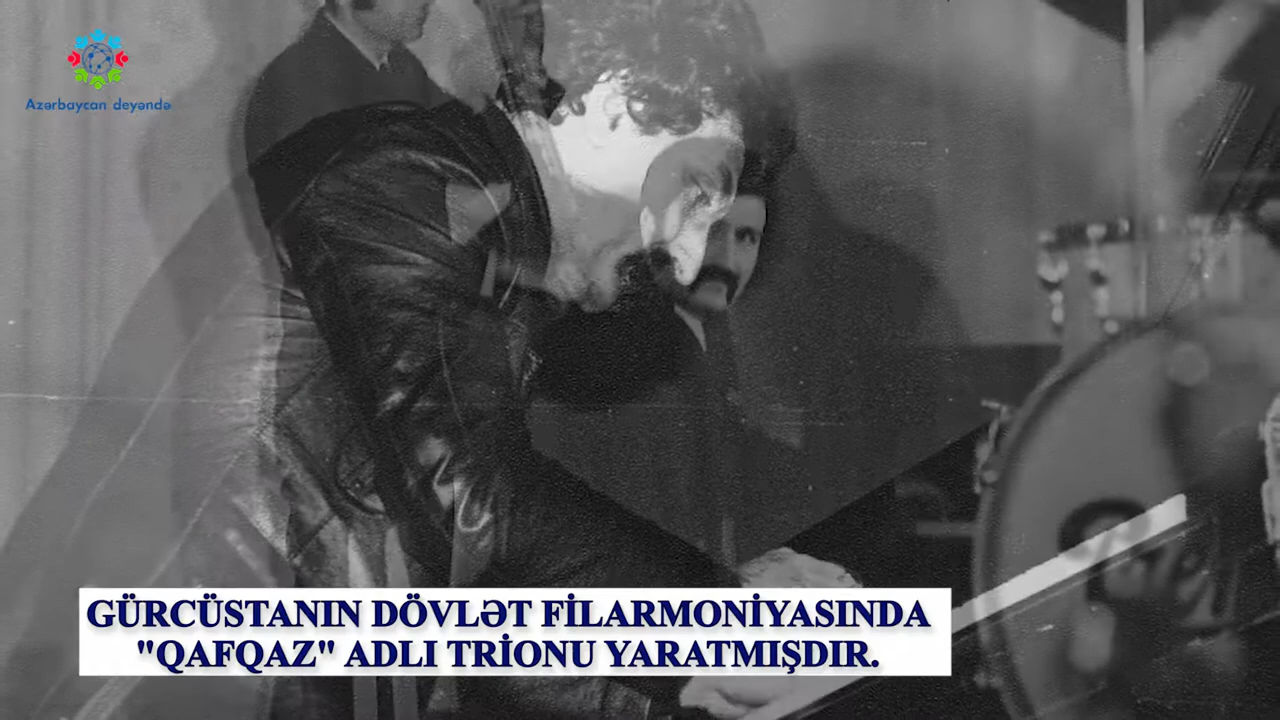 Azərbaycan deyəndə
GÜRCÜSTANIN DÖVLƏT FİLARMONİYASINDA
"QAFQAZ" ADLI TRİONU YARATMIŞDIR.